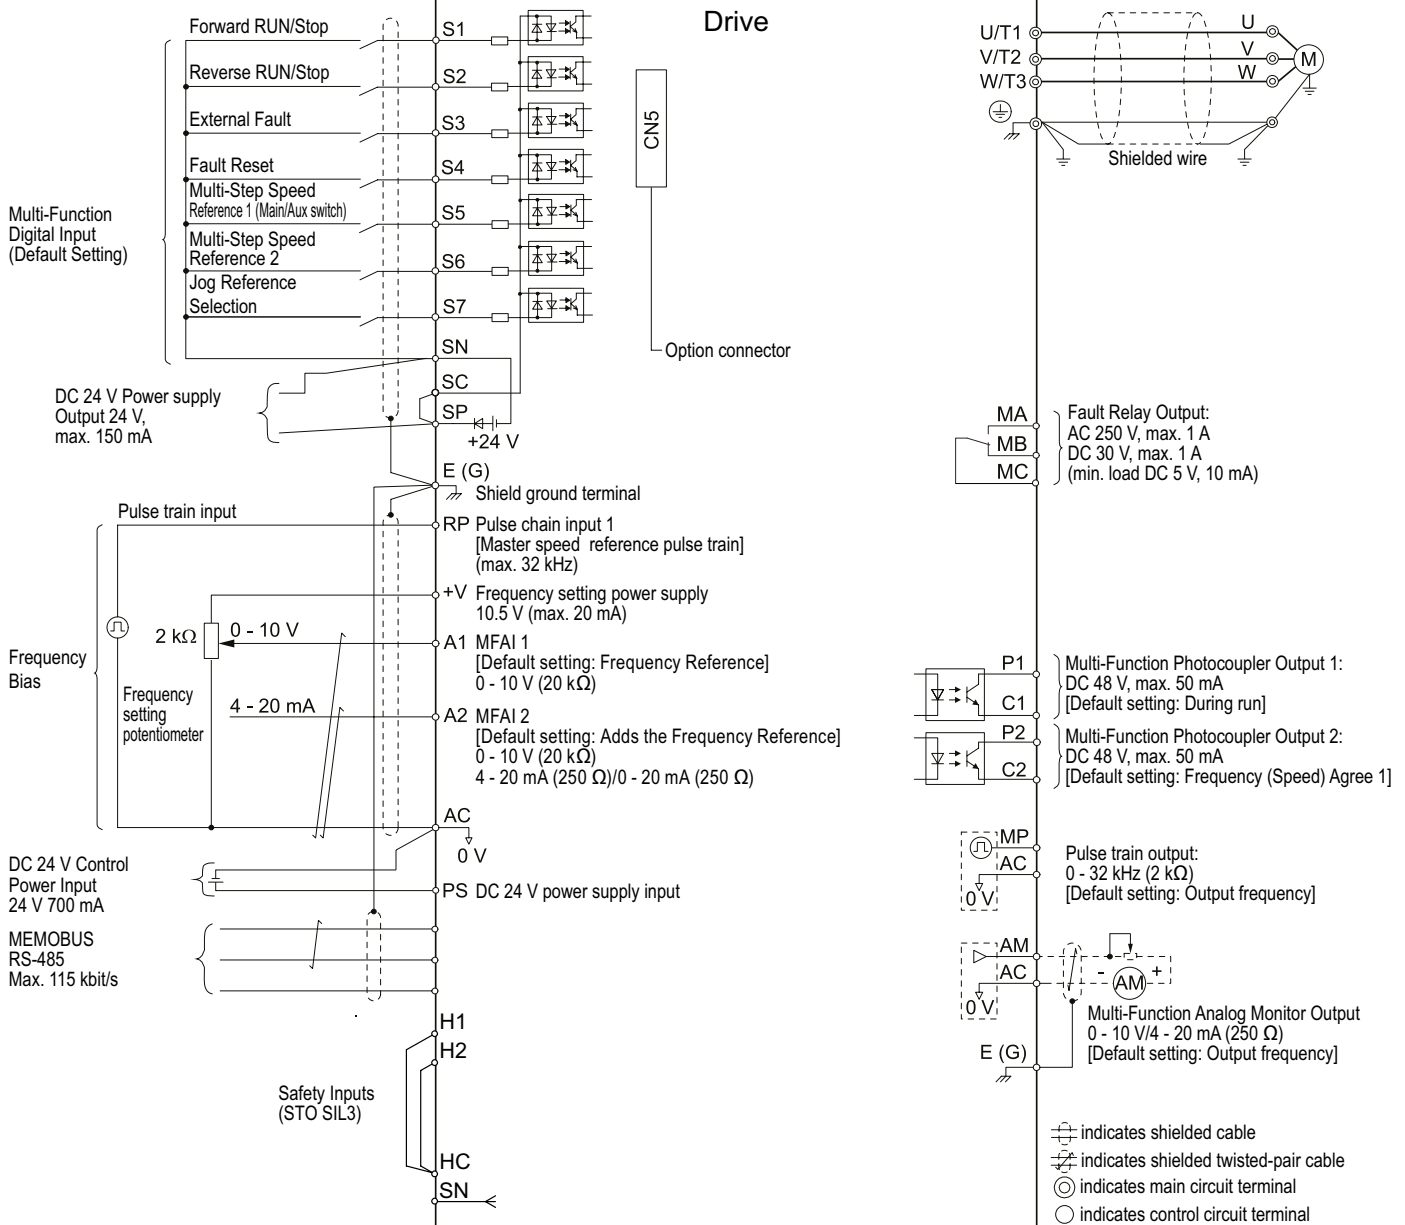 Drive
Forward RUN/Stop
S1
Reverse RUN/Stop
S2
External Fault
S3
Fault Reset
S4
Multi-Step Speed
Reference 1 (Main/Aux switch)
S5
Multi-Step Speed
Reference 2
S6
Jog Reference
Selection
S7
Multi-Function
Digital Input
(Default Setting)
CN5
Option connector
SN
SC
SP
+24 V
DC 24 V Power supply
Output 24 V,
max. 150 mA
E (G)
Shield ground terminal
Pulse train input
RP
Pulse chain input 1
[Master speed reference pulse train]
(max. 32 kHz)
+V
Frequency setting power supply
10.5 V (max. 20 mA)
2 kΩ
0 - 10 V
A1
MFAI 1
[Default setting: Frequency Reference]
0 - 10 V (20 kΩ)
Frequency
Bias
Frequency
setting
potentiometer
4 - 20 mA
A2
MFAI 2
[Default setting: Adds the Frequency Reference]
0 - 10 V (20 kΩ)
4 - 20 mA (250 Ω)/0 - 20 mA (250 Ω)
AC
0 V
DC 24 V Control
Power Input
24 V 700 mA
PS
DC 24 V power supply input
MEMOBUS
RS-485
Max. 115 kbit/s
H1
H2
Safety Inputs
(STO SIL3)
HC
SN
U/T1
V/T2
W/T3
U
V
W
M
Shielded wire
MA
MB
MC
Fault Relay Output:
AC 250 V, max. 1 A
DC 30 V, max. 1 A
(min. load DC 5 V, 10 mA)
P1
C1
Multi-Function Photocoupler Output 1:
DC 48 V, max. 50 mA
[Default setting: During run]
P2
C2
Multi-Function Photocoupler Output 2:
DC 48 V, max. 50 mA
[Default setting: Frequency (Speed) Agree 1]
MP
AC
0 V
Pulse train output:
0 - 32 kHz (2 kΩ)
[Default setting: Output frequency]
AM
AC
0 V
-
+
AM
Multi-Function Analog Monitor Output
0 - 10 V/4 - 20 mA (250 Ω)
[Default setting: Output frequency]
E (G)
indicates shielded cable
indicates shielded twisted-pair cable
indicates main circuit terminal
indicates control circuit terminal